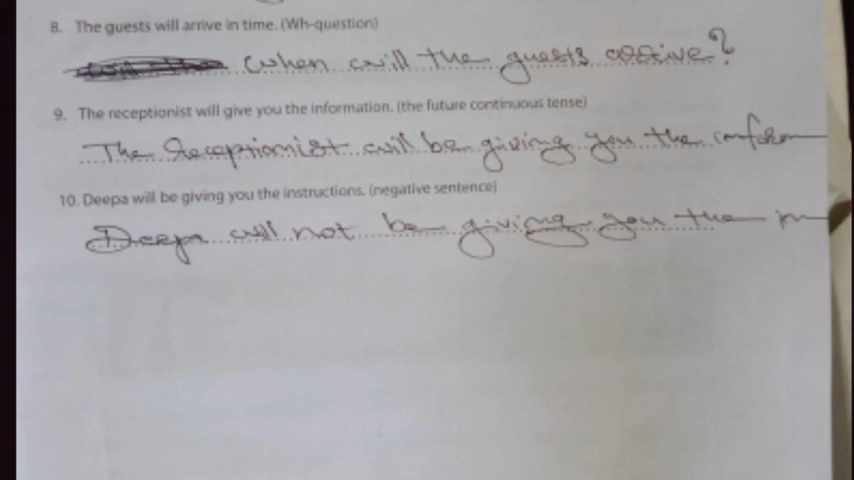 8. The guests will arrive in time. (Wh-question)
When will the guests arrive?
9. The receptionist will give you the information. (the future continuous tense)
The Receptionist will be giving you the inform
10. Deepa will be giving you the instructions. (negative sentence)
Deepa will not be giving you the in